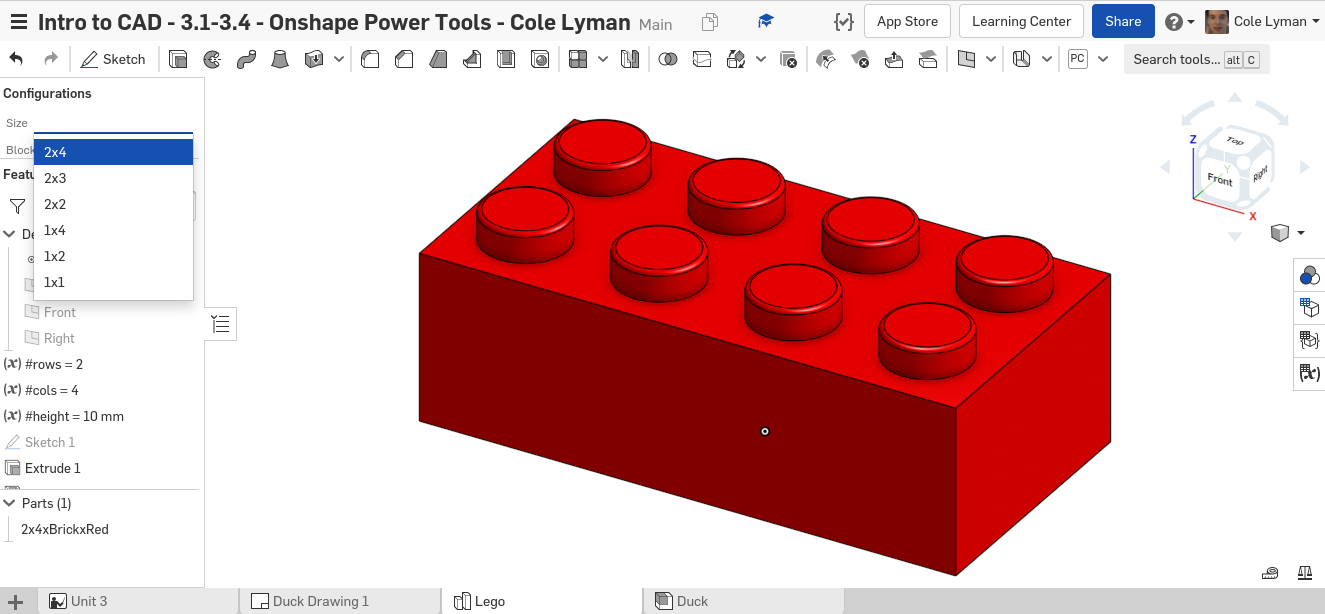 Intro to CAD - 3.1-3.4 - Onshape Power Tools - Cole Lyman Main
App Store
Learning Center
Share
Cole Lyman
Sketch
PC
Search tools... alt C
Configurations
Size
Block
2x4
2x3
2x2
1x4
1x2
1x1
Featu
De
Front
Right
(x) #rows = 2
(x) #cols = 4
(x) #height = 10 mm
Sketch 1
Extrude 1
Parts (1)
2x4xBrickxRed
Z
Top
Y
Front
Right
X
(x)
Unit 3
Duck Drawing 1
Lego
Duck